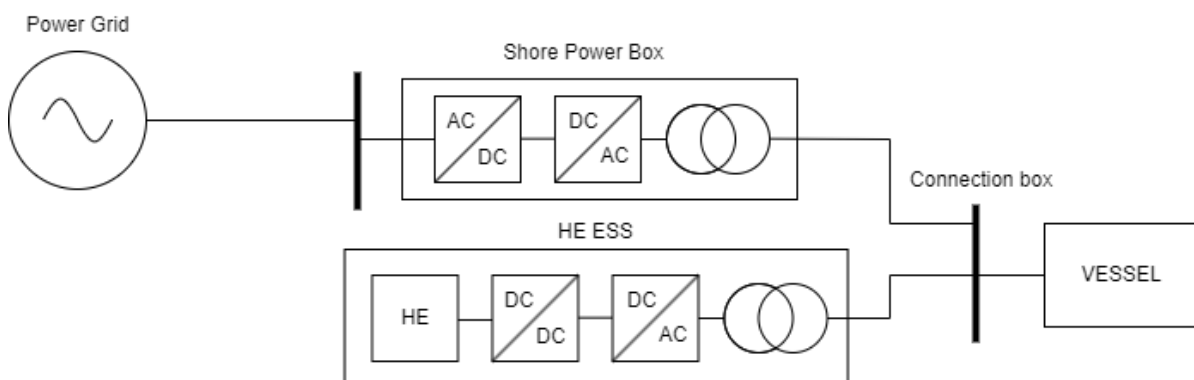 Power Grid
Shore Power Box
AC
DC
DC
AC
Connection box
HE ESS
VESSEL
HE
DC
DC
DC
AC